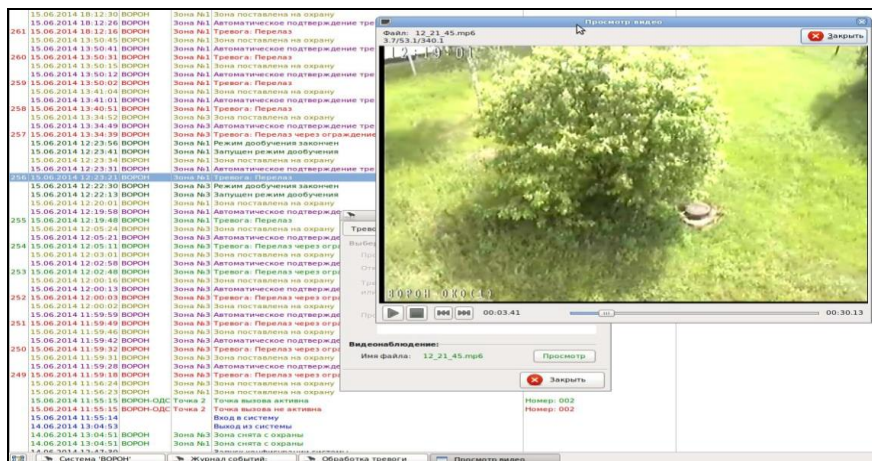 15.06.2014 18:12:30 ВОРОН Зона №1 Зона поставлена на охрану
15.06.2014 18:12:26 ВОРОН Зона №1 Автоматическое подтверждение тре
261 15.06.2014 18:12:16 ВОРОН Зона №1 Тревога: Перелаз
15.06.2014 13:50:45 ВОРОН Зона №3 Зона поставлена на охрану
15.06.2014 13:50:41 ВОРОН Зона №3 Автоматическое подтверждение тре
260 15.06.2014 13:50:31 ВОРОН Зона №3 Тревога: Перелаз
15.06.2014 13:50:15 ВОРОН Зона №1 Зона поставлена на охрану
15.06.2014 13:50:12 ВОРОН Зона №1 Автоматическое подтверждение тре
259 15.06.2014 13:50:02 ВОРОН Зона №1 Тревога: Перелаз
15.06.2014 13:41:04 ВОРОН Зона №1 Зона поставлена на охрану
15.06.2014 13:41:01 ВОРОН Зона №1 Автоматическое подтверждение тре
258 15.06.2014 13:40:51 ВОРОН Зона №1 Тревога: Перелаз
15.06.2014 13:34:52 ВОРОН Зона №3 Зона поставлена на охрану
15.06.2014 13:34:49 ВОРОН Зона №3 Автоматическое подтверждение тре
257 15.06.2014 13:34:39 ВОРОН Зона №3 Тревога: Перелаз через ограждение
15.06.2014 12:23:56 ВОРОН Зона №1 Режим дообучения закончен
15.06.2014 12:23:41 ВОРОН Зона №1 Запущен режим дообучения
15.06.2014 12:23:34 ВОРОН Зона №1 Зона поставлена на охрану
15.06.2014 12:23:31 ВОРОН Зона №1 Автоматическое подтверждение тре
256 15.06.2014 12:23:21 ВОРОН Зона №1 Тревога: Перелаз
15.06.2014 12:22:30 ВОРОН Зона №3 Режим дообучения закончен
15.06.2014 12:22:13 ВОРОН Зона №3 Запущен режим дообучения
15.06.2014 12:20:01 ВОРОН Зона №1 Зона поставлена на охрану
15.06.2014 12:19:58 ВОРОН Зона №1 Автоматическое подтвержде
255 15.06.2014 12:19:48 ВОРОН Зона №1 Тревога: Перелаз
15.06.2014 12:05:24 ВОРОН Зона №3 Зона поставлена на охрану
15.06.2014 12:05:21 ВОРОН Зона №3 Автоматическое подтвержде
254 15.06.2014 12:05:11 ВОРОН Зона №3 Тревога: Перелаз через огра
15.06.2014 12:03:01 ВОРОН Зона №3 Зона поставлена на охрану
15.06.2014 12:02:58 ВОРОН Зона №3 Автоматическое подтвержде
253 15.06.2014 12:02:48 ВОРОН Зона №3 Тревога: Перелаз через огра
15.06.2014 12:00:16 ВОРОН Зона №3 Зона поставлена на охрану
15.06.2014 12:00:13 ВОРОН Зона №3 Автоматическое подтвержде
252 15.06.2014 12:00:03 ВОРОН Зона №3 Тревога: Перелаз через огра
15.06.2014 12:00:02 ВОРОН Зона №3 Зона поставлена на охрану
15.06.2014 11:59:59 ВОРОН Зона №3 Автоматическое подтвержде
251 15.06.2014 11:59:49 ВОРОН Зона №3 Тревога: Перелаз через огра
15.06.2014 11:59:46 ВОРОН Зона №3 Зона поставлена на охрану
15.06.2014 11:59:42 ВОРОН Зона №3 Автоматическое подтвержде
250 15.06.2014 11:59:32 ВОРОН Зона №3 Тревога: Перелаз через огра
15.06.2014 11:59:31 ВОРОН Зона №3 Зона поставлена на охрану
15.06.2014 11:59:28 ВОРОН Зона №3 Автоматическое подтвержде
249 15.06.2014 11:59:18 ВОРОН Зона №3 Тревога: Перелаз через огра
15.06.2014 11:56:24 ВОРОН Зона №3 Зона поставлена на охрану
15.06.2014 11:56:23 ВОРОН Зона №1 Зона поставлена на охрану
15.06.2014 11:55:15 ВОРОН-ОДС Точка 2 Точка вызова активна Номер: 002
15.06.2014 11:55:15 ВОРОН-ОДС Точка 2 Точка вызова не активна Номер: 002
15.06.2014 11:55:14 Вход в систему
14.06.2014 13:04:53 Выход из системы
14.06.2014 13:04:51 ВОРОН Зона №3 Зона снята с охраны
14.06.2014 13:04:51 ВОРОН Зона №1 Зона снята с охраны
Просмотр видео
Файл: 12_21_45.mp6
3.7/53.1/340.1
Закрыть
12:19:01
ВОРОН ОКО(1)
00:03.41
00:30.13
Трево
Выбер
Видеонаблюдение:
Имя файла: 12_21_45.mp6 Просмотр
Закрыть
Система 'ВОРОН' Журнал событий: Обработка тревоги Просмотр видео